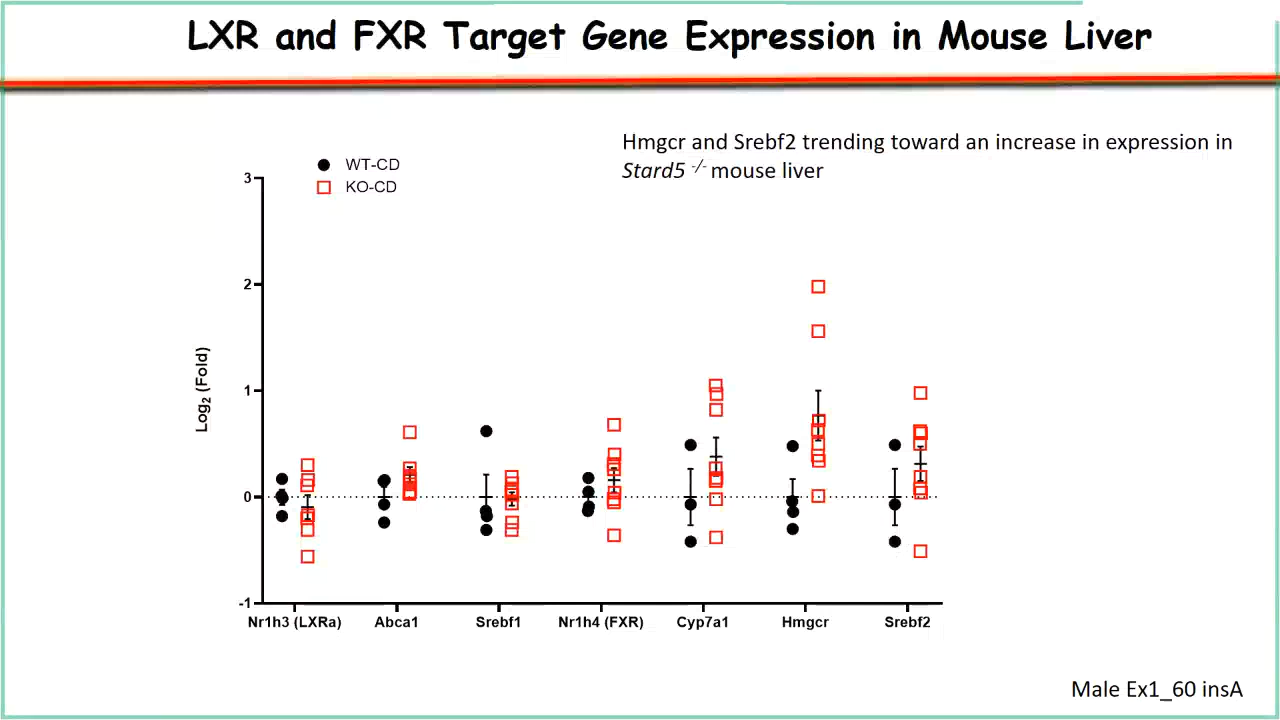 LXR and FXR Target Gene Expression in Mouse Liver
Hmgcr and Srebf2 trending toward an increase in expression in
Stard5 -/- mouse liver
WT-CD
KO-CD
3
2
1
0
-1
Log2 (Fold)
Nr1h3 (LXRa) Abca1 Srebf1 Nr1h4 (FXR) Cyp7a1 Hmgcr Srebf2
Male Ex1_60 insA